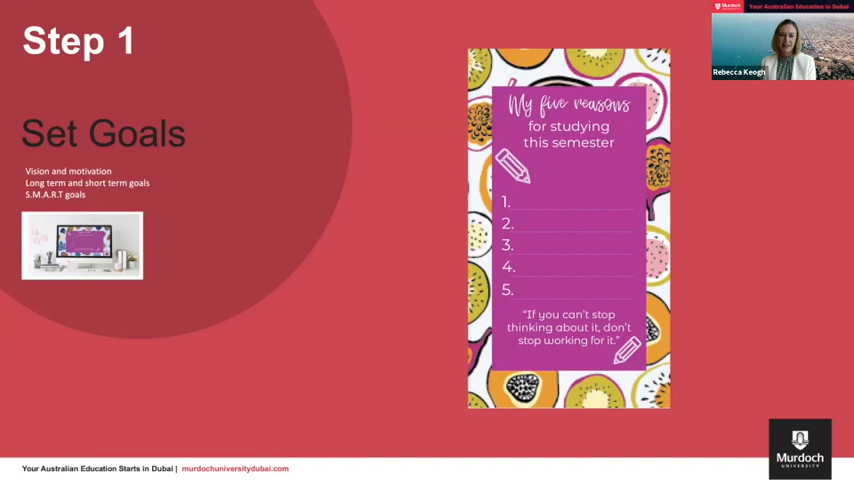 Step 1
Set Goals
Vision and motivation
Long term and short term goals
S.M.A.R.T goals
My five reasons
for studying
this semester
1.
2.
3.
4.
5.
“If you can't stop
thinking about it, don't
stop working for it.”
Murdoch
UNIVERSITY
Your Australian Education in Dubai
Rebecca Keogh
Your Australian Education Starts in Dubai | murdochuniversitydubai.com
Murdoch
UNIVERSITY